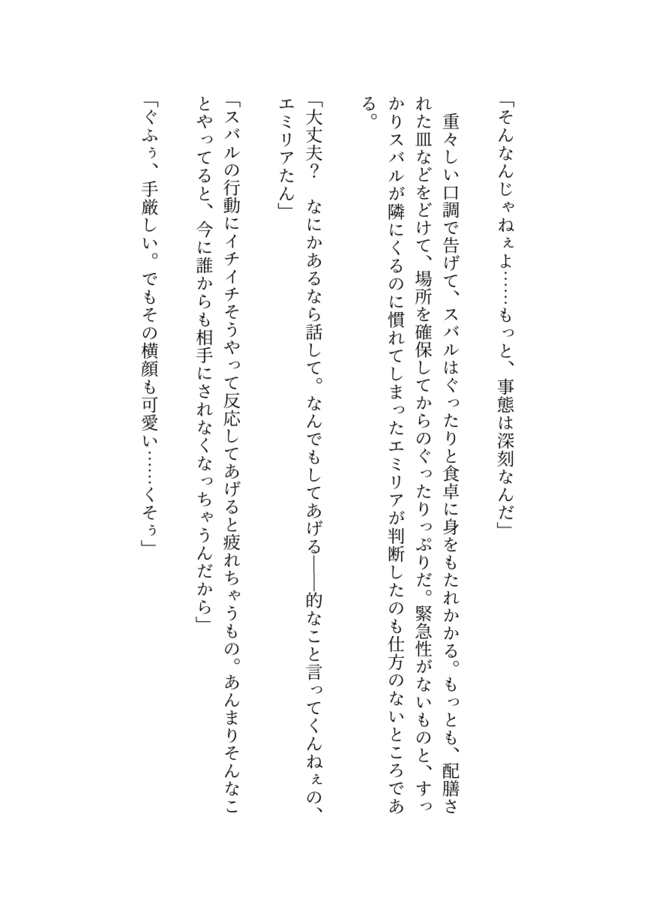 「そんなんじゃねぇよ……もっと、事態は深刻なんだ」
　重々しい口調で告げて、スバルはぐったりと食卓に身をもたれかかる。もっとも、配膳さ
れた皿などをどけて、場所を確保してからのぐったりっぷりだ。緊急性がないものと、すっ
かりスバルが隣にくるのに慣れてしまったエミリアが判断したのも仕方のないところであ
る。
「大丈夫？　なにかあるなら話して。なんでもしてあげる――的なこと言ってくんねぇの、
エミリアたん」
「スバルの行動にイチイチそうやって反応してあげると疲れちゃうもの。あんまりそんなこ
とやってると、今に誰からも相手にされなくなっちゃうんだから」
「ぐふぅ、手厳しい。でもその横顔も可愛い……くそぅ」